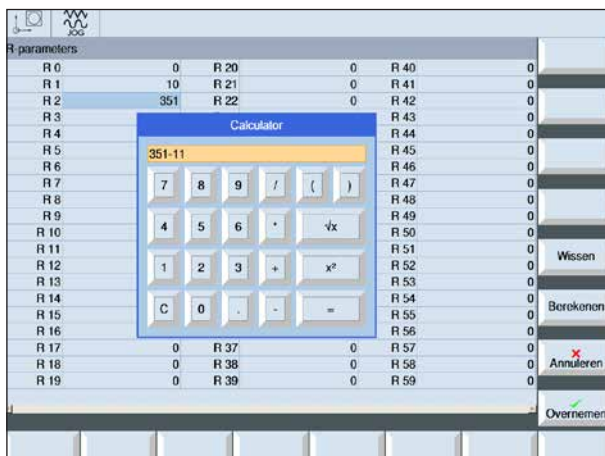 JOG
R-parameters
R 0 0 R 20 0 R 40 0
R 1 10 R 21 0 R 41 0
R 2 351 R 22 0 R 42 0
R 3 R 43 0
R 4 R 44 0
R 5 R 45 0
R 6 R 46 0
R 7 R 47 0
R 8 R 48 0
R 9 R 49 0
R 10 R 50 0
R 11 R 51 0
R 12 R 52 0
R 13 R 53 0
R 14 R 54 0
R 15 R 55 0
R 16 R 56 0
R 17 0 R 37 0 R 57 0
R 18 0 R 38 0 R 58 0
R 19 0 R 39 0 R 59 0
Calculator
351-11
7 8 9 / ( )
4 5 6 * √x
1 2 3 + x²
C 0 . - =
Wissen
Berekenen
Annuleren
Overnemen